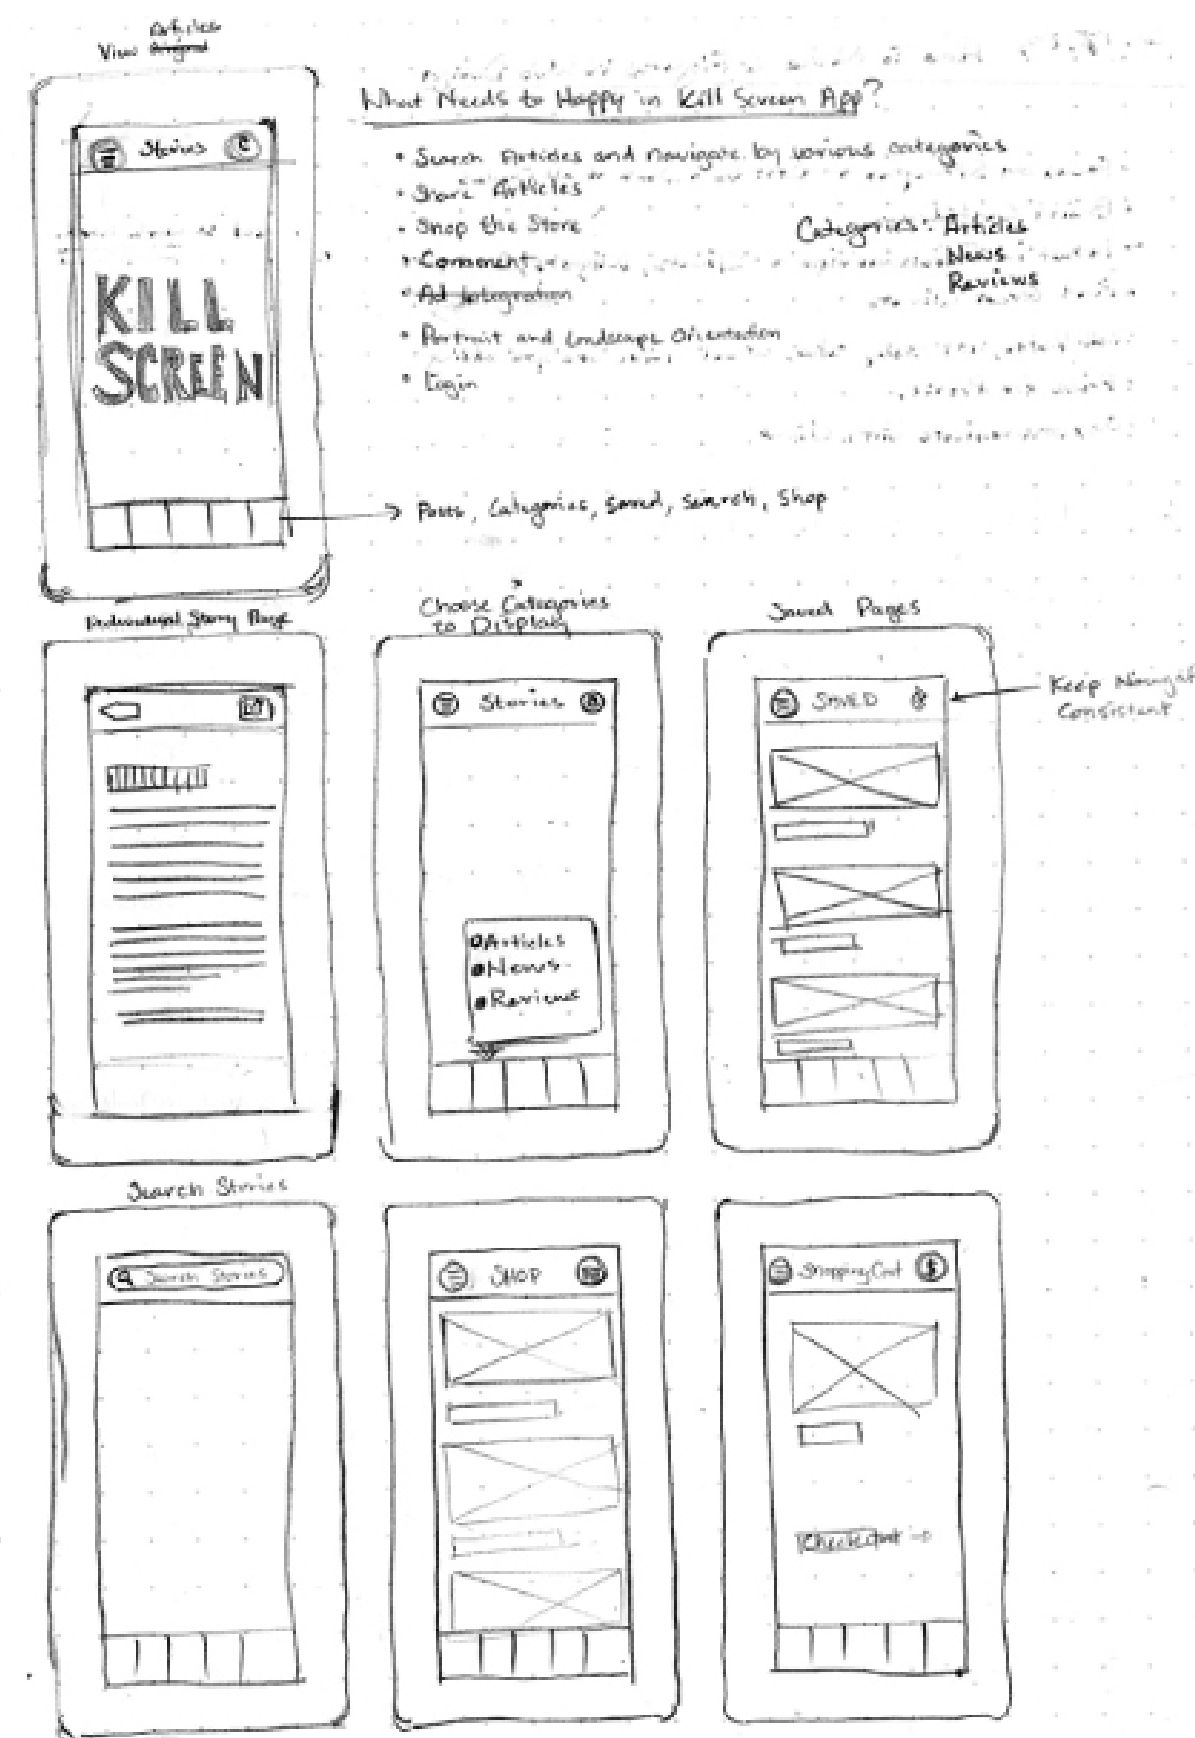 Articles
View
Stories
KILL
SCREEN
What Needs to Happy in Kill Screen App?
• Search Articles and navigate by various categories
• Share Articles
• Shop the Store
• Comment
• Ad Integration
• Portrait and Landscape Orientation
• Login
Categories: Articles
News
Reviews
→ Posts, Categories, Saved, Search, Shop
Individual Story Page
Choose Categories
to Display
Stories
Articles
News
Reviews
Saved Pages
SAVED
Keep
Consistent
Search Stories
Search Stories
SHOP
Shopping Cart
$
Checkout →